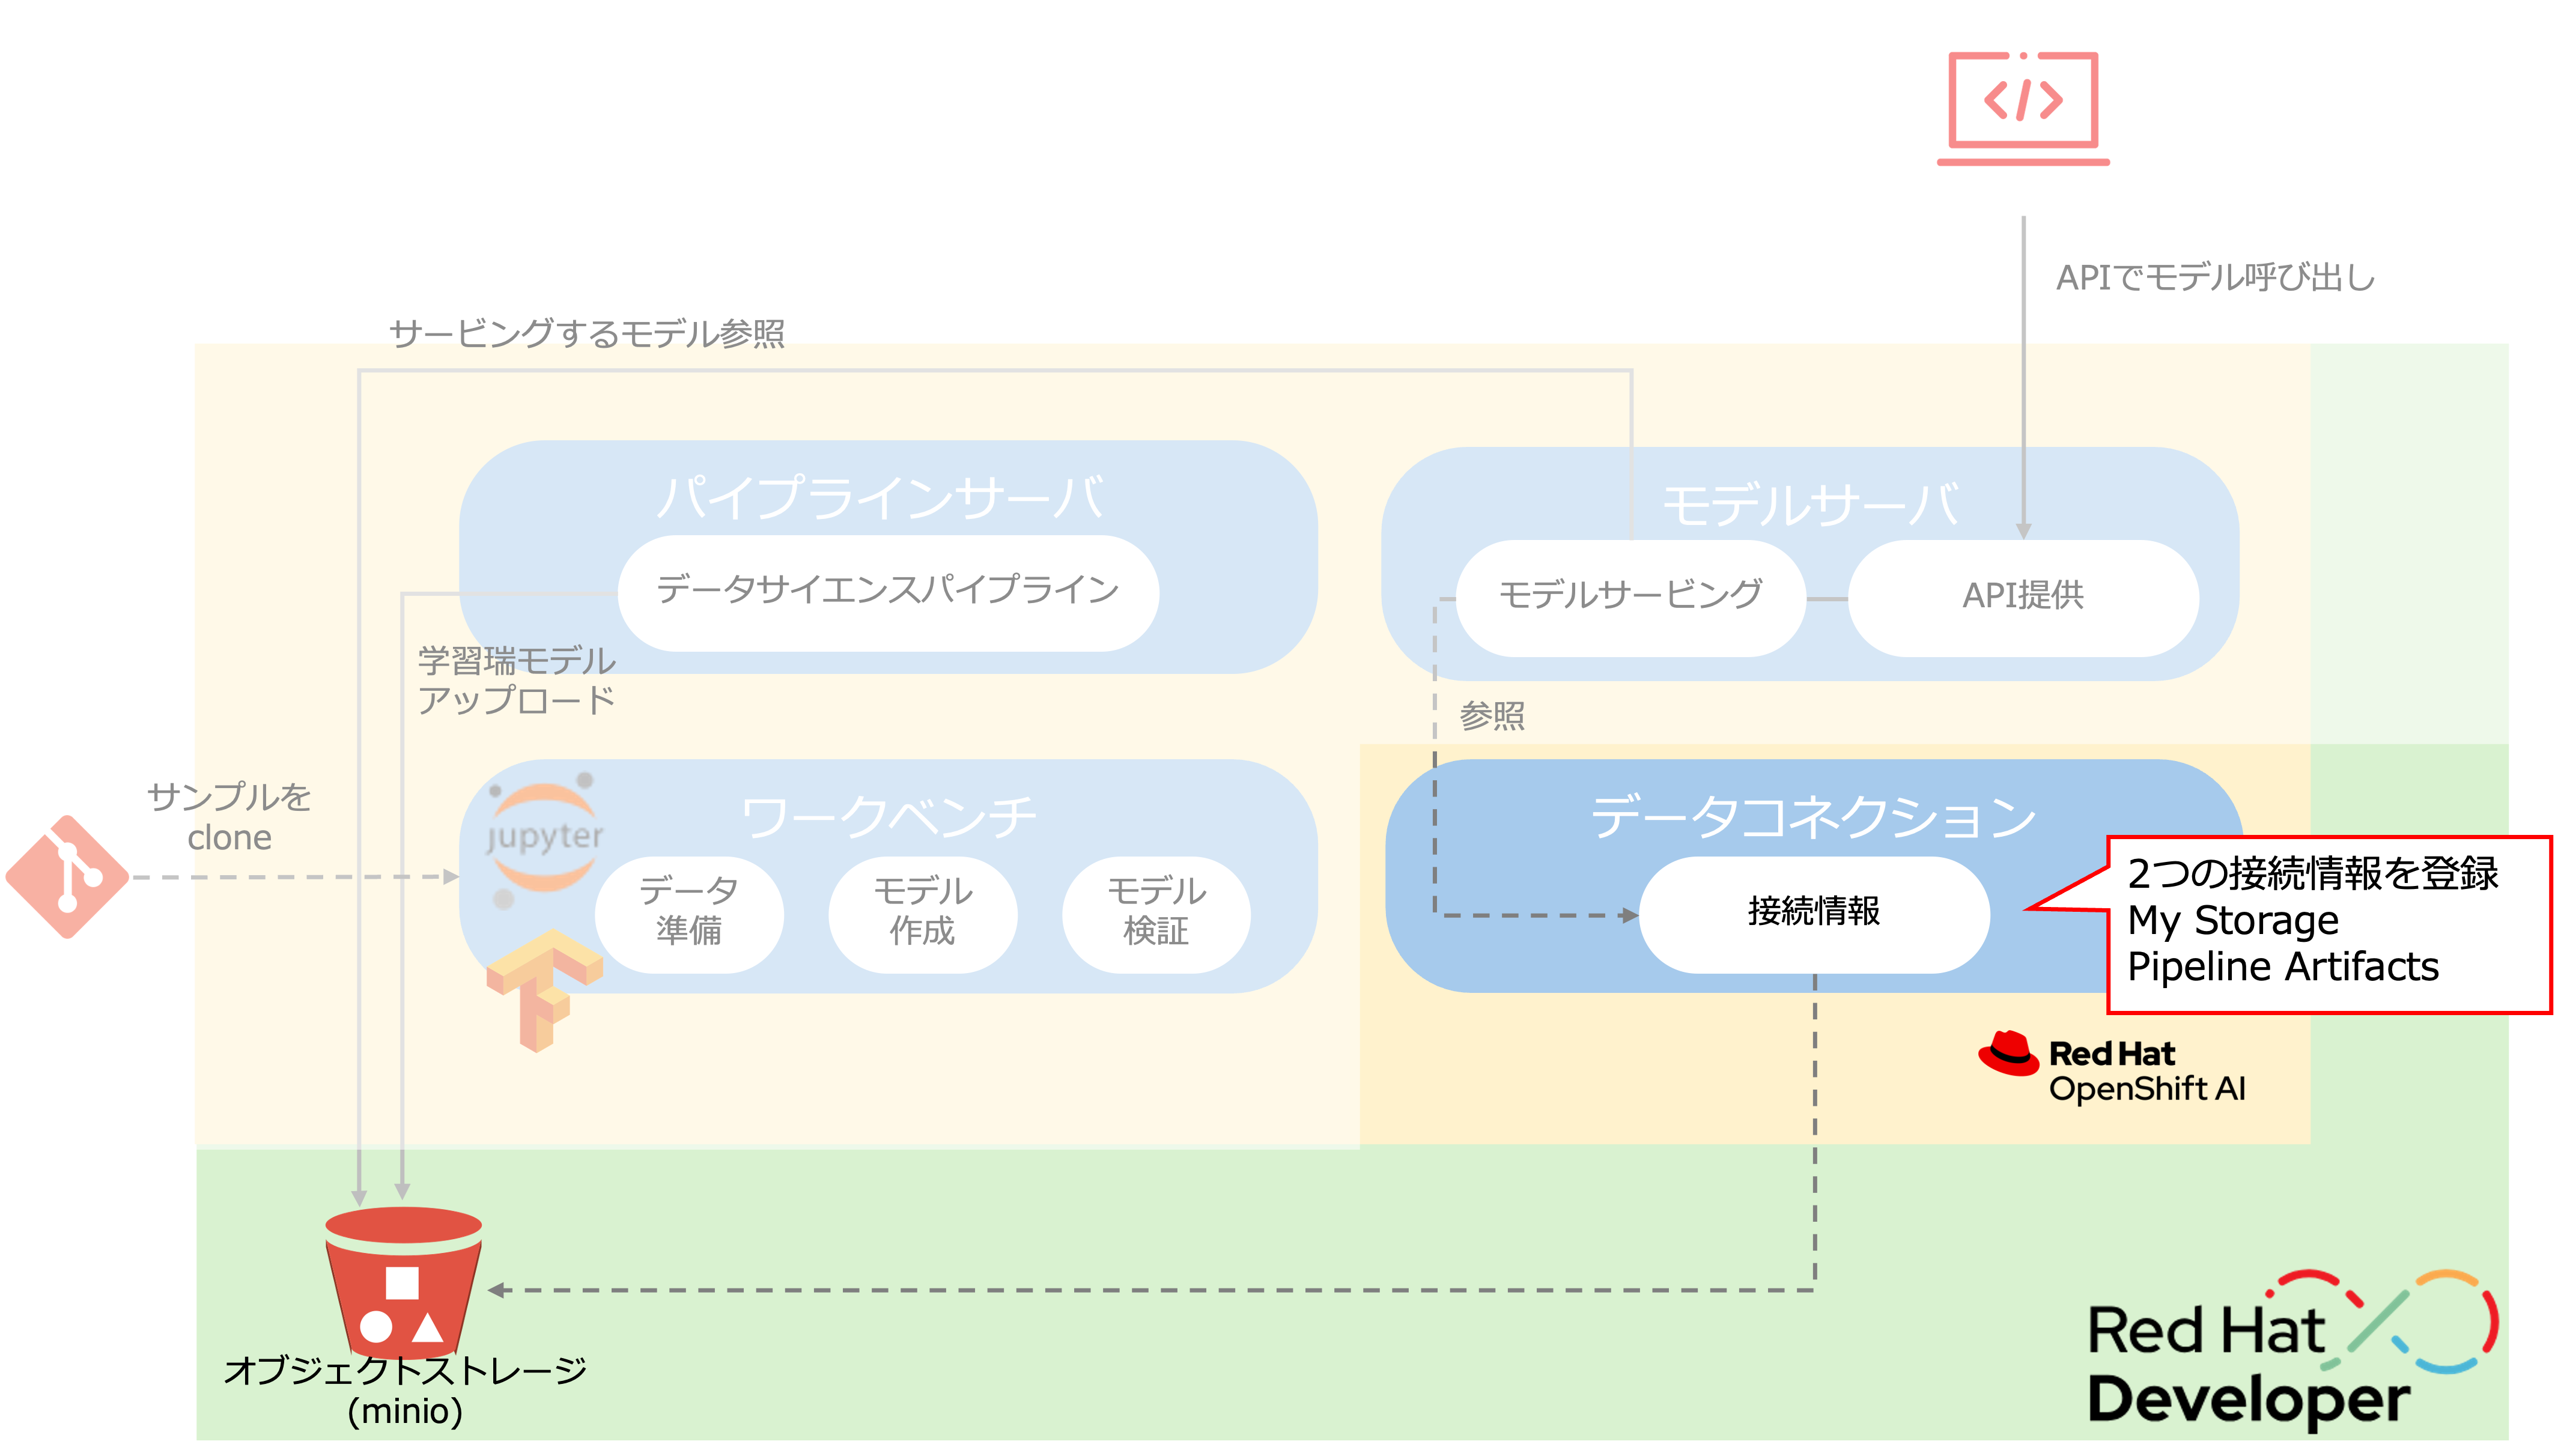 </>
APIでモデル呼び出し
サービングするモデル参照
パイプラインサーバ
データサイエンスパイプライン
モデルサーバ
モデルサービング
API提供
学習瑞モデル
アップロード
参照
サンプルを
clone
ワークベンチ
jupyter
データ
準備
モデル
作成
モデル
検証
データコネクション
接続情報
2つの接続情報を登録
My Storage
Pipeline Artifacts
Red Hat
OpenShift AI
オブジェクトストレージ
(minio)
Red Hat
Developer